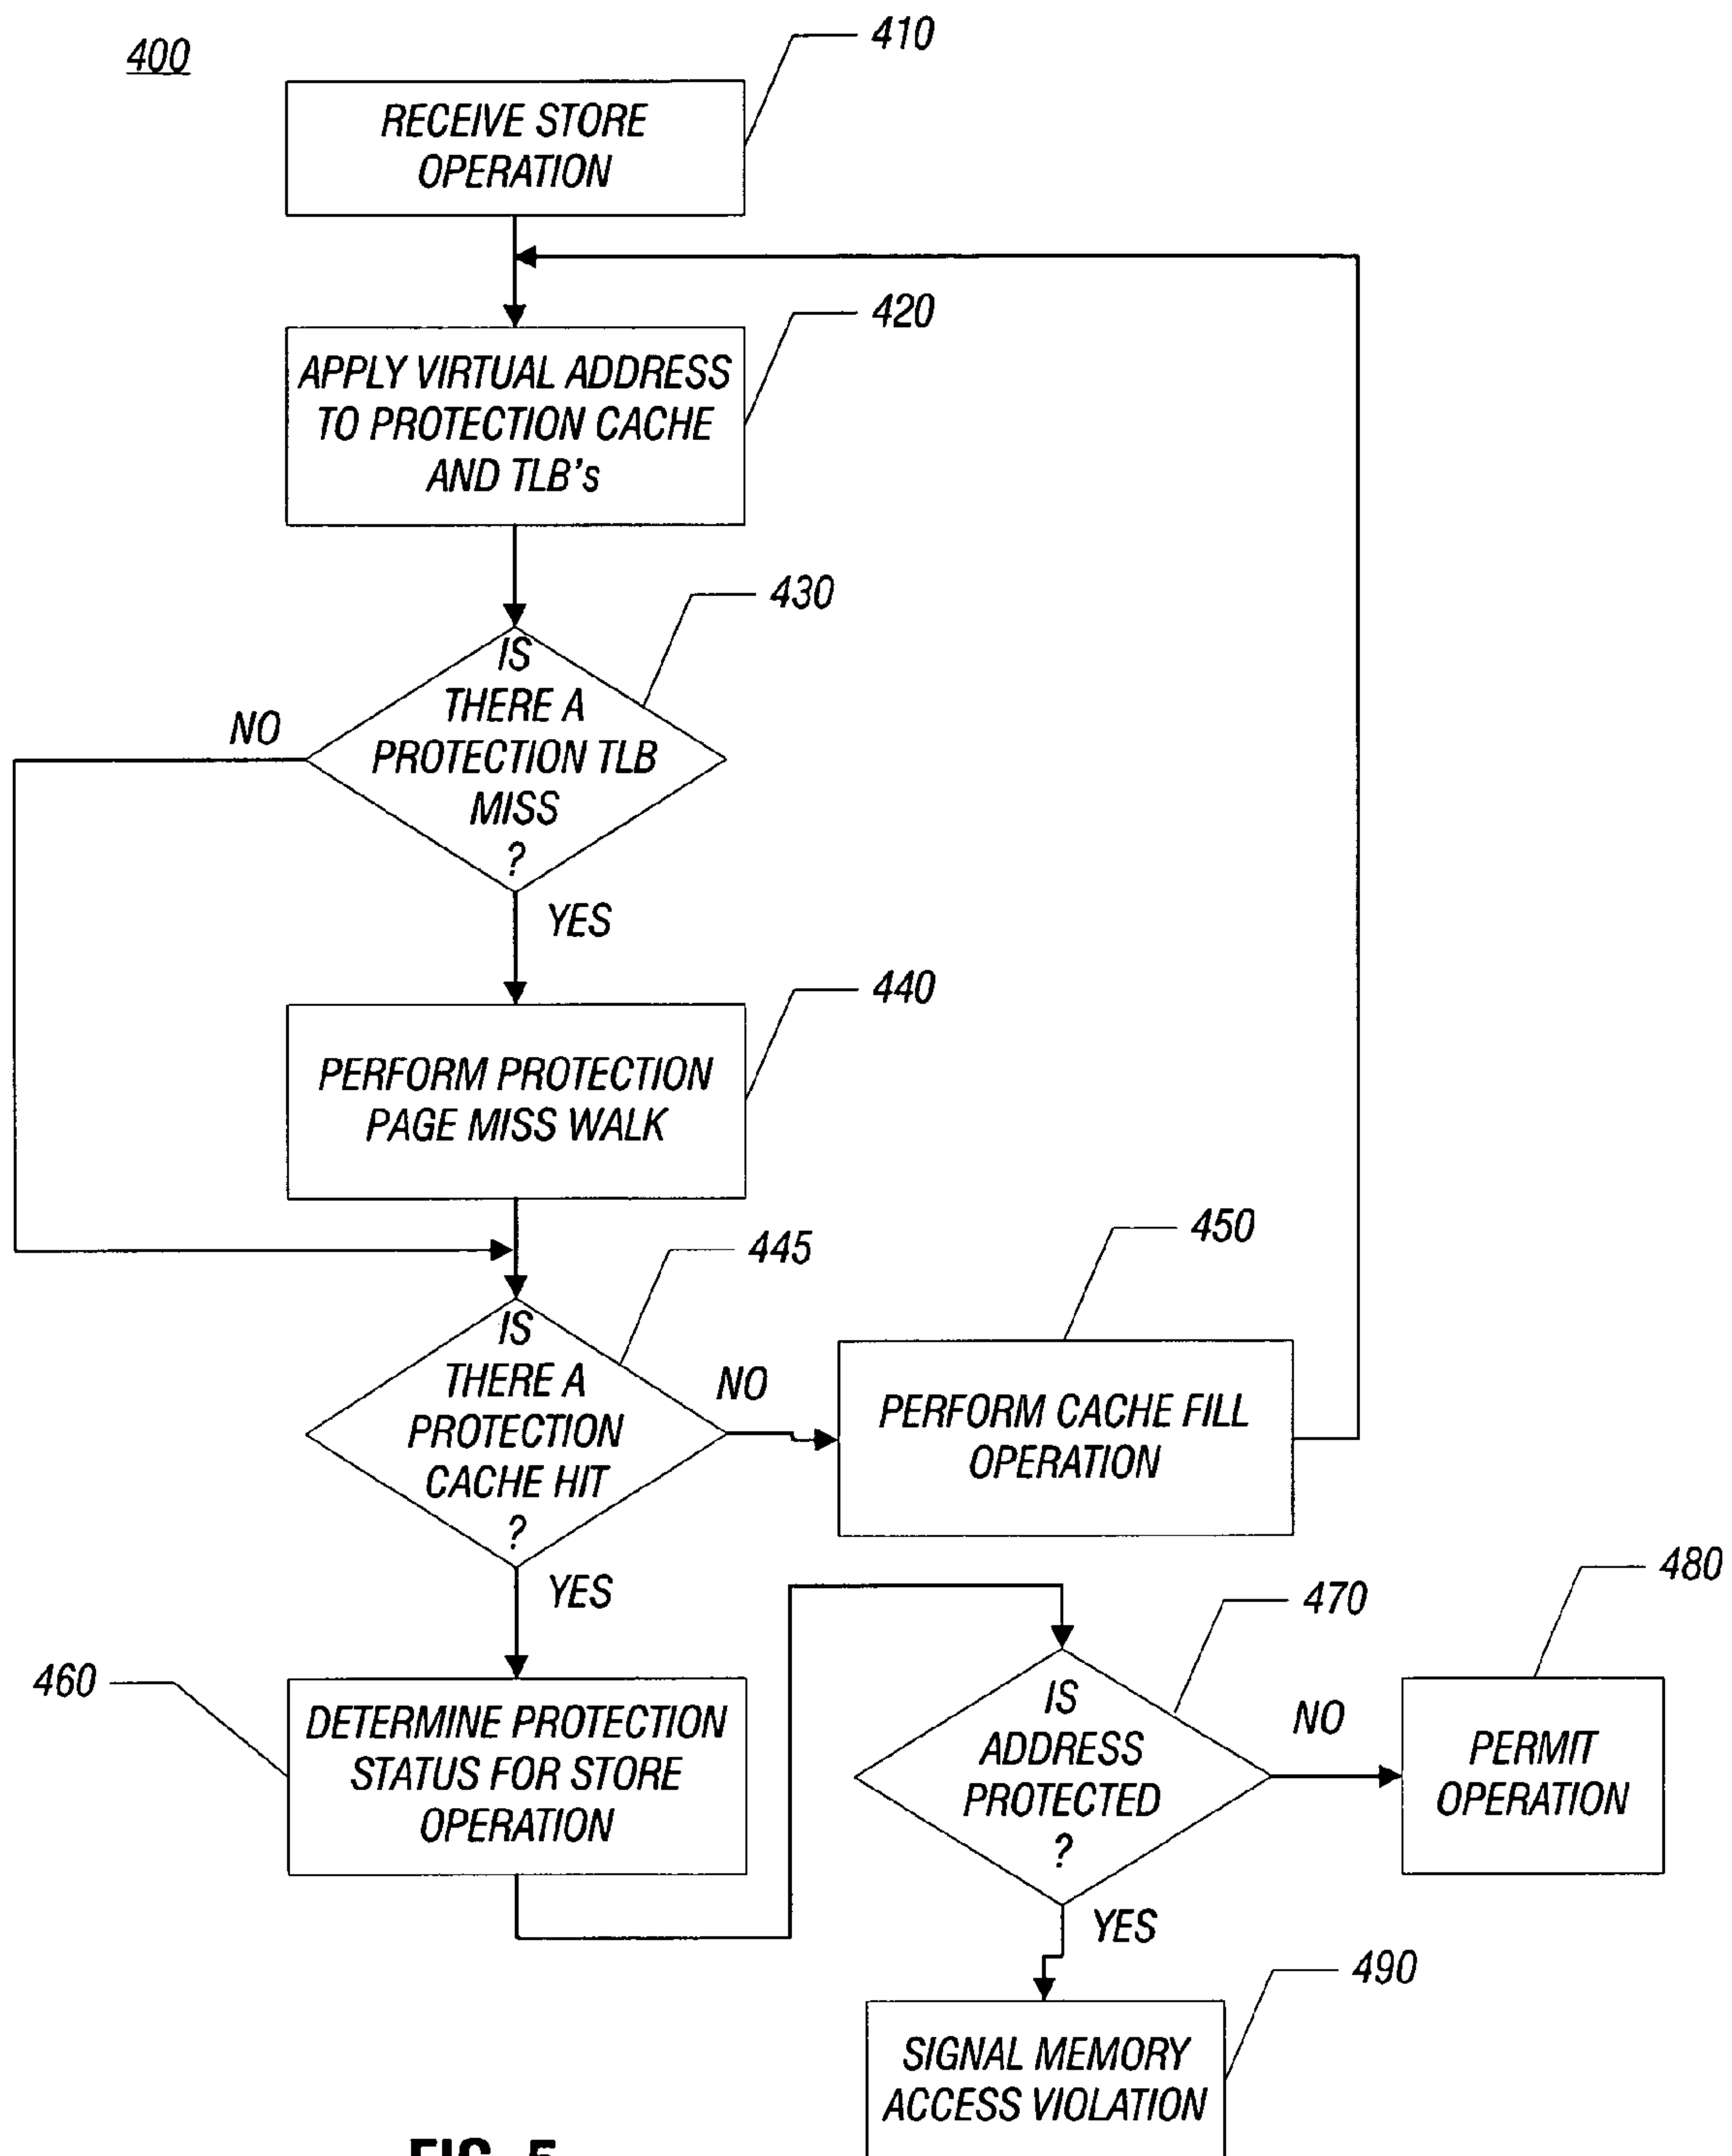 400
410
RECEIVE STORE
OPERATION
420
APPLY VIRTUAL ADDRESS
TO PROTECTION CACHE
AND TLB's
430
IS
THERE A
PROTECTION TLB
MISS
?
NO
YES
440
PERFORM PROTECTION
PAGE MISS WALK
445
IS
THERE A
PROTECTION
CACHE HIT
?
NO
450
PERFORM CACHE FILL
OPERATION
YES
460
DETERMINE PROTECTION
STATUS FOR STORE
OPERATION
470
IS
ADDRESS
PROTECTED
?
NO
480
PERMIT
OPERATION
YES
490
SIGNAL MEMORY
ACCESS VIOLATION
FIG. 5